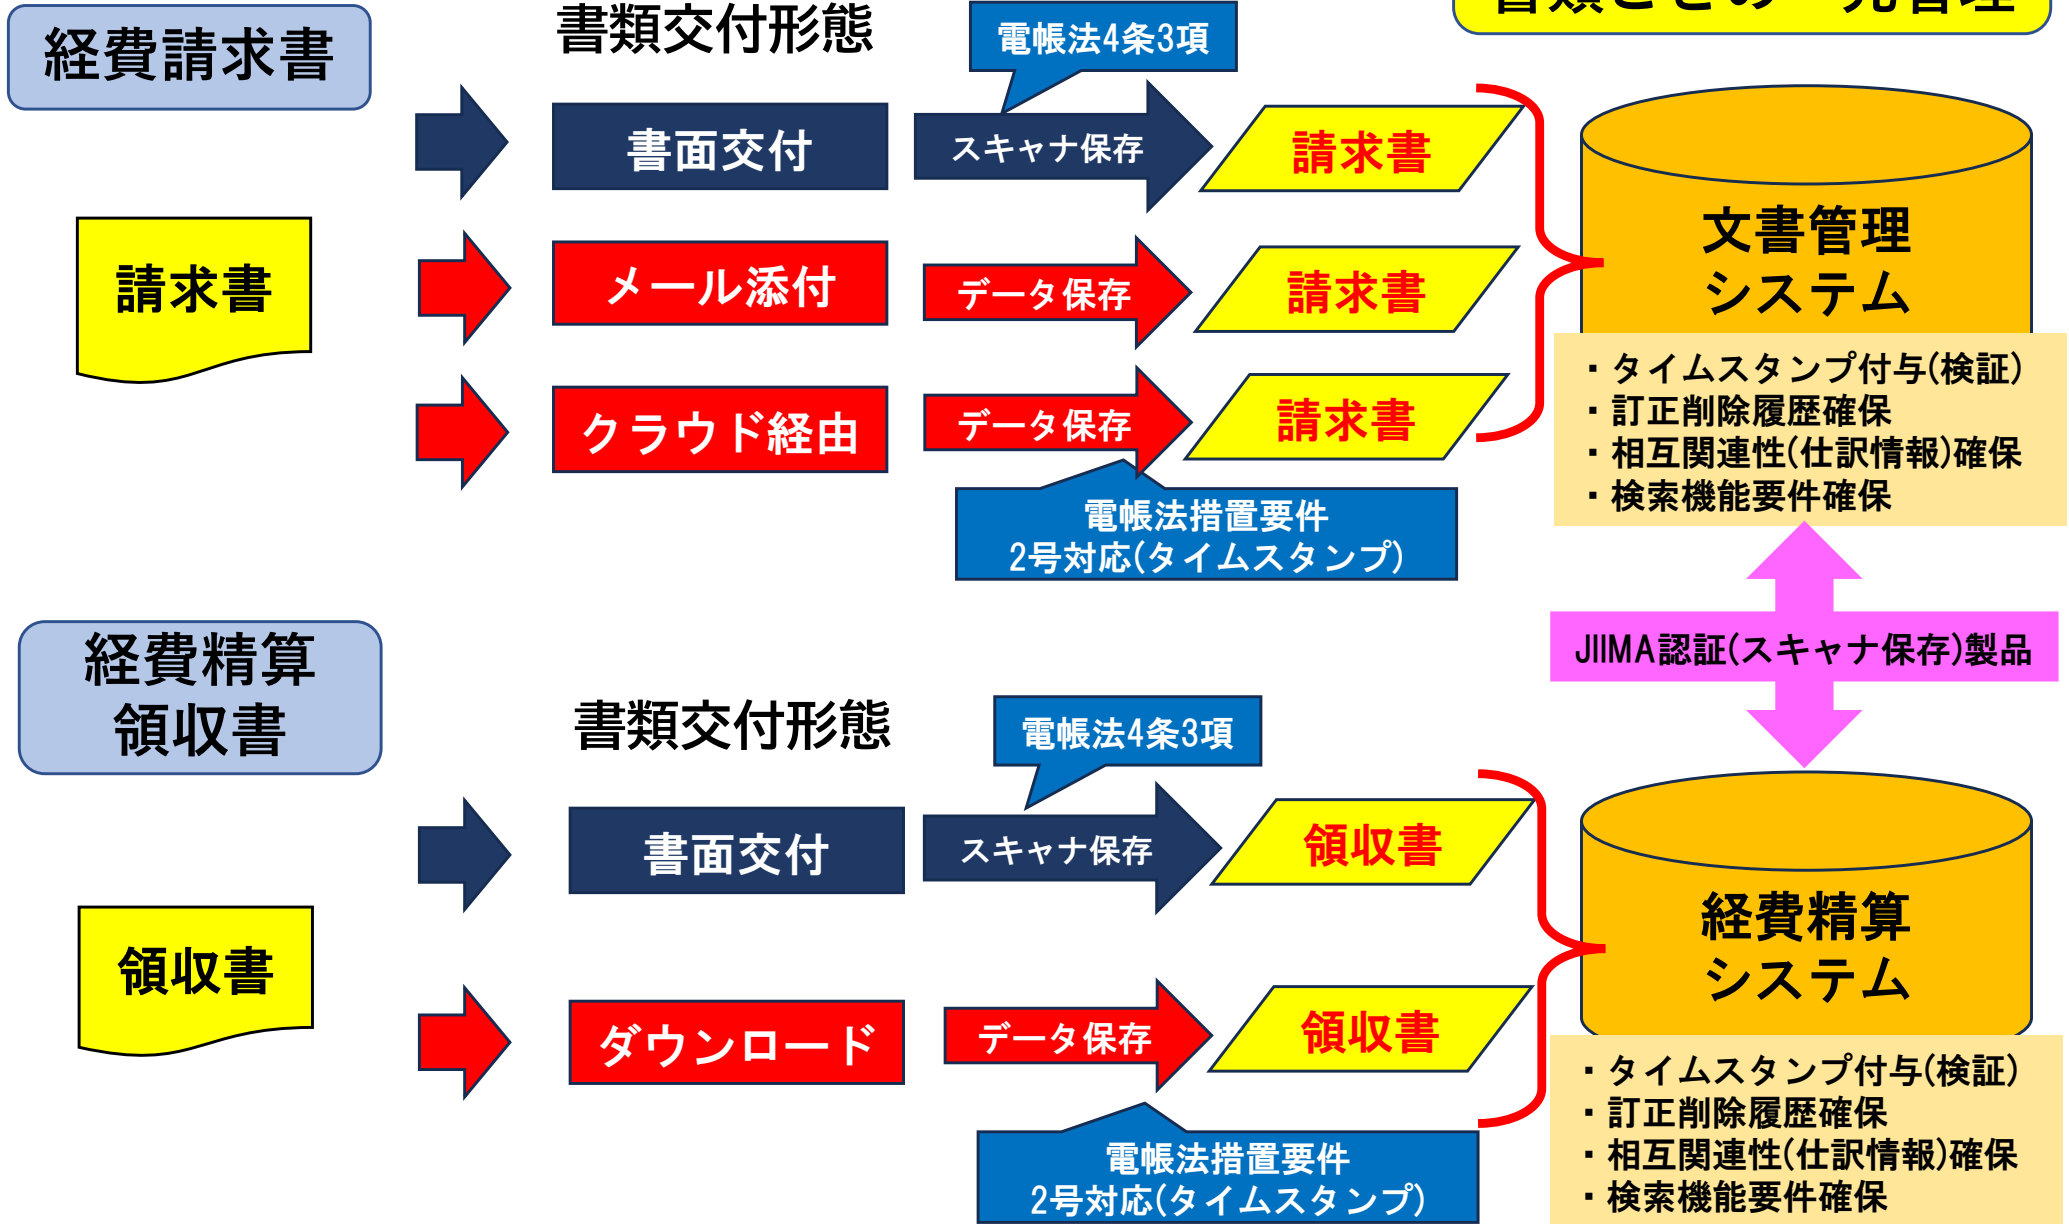 経費請求書
書類交付形態
電帳法4条3項
書類ごとの一元管理
書面交付
スキャナ保存
請求書
請求書
メール添付
データ保存
請求書
クラウド経由
データ保存
請求書
電帳法措置要件
2号対応(タイムスタンプ)
文書管理
システム
・タイムスタンプ付与(検証)
・訂正削除履歴確保
・相互関連性(仕訳情報)確保
・検索機能要件確保
JIIMA認証(スキャナ保存)製品
経費精算
領収書
書類交付形態
電帳法4条3項
書面交付
スキャナ保存
領収書
領収書
ダウンロード
データ保存
領収書
電帳法措置要件
2号対応(タイムスタンプ)
経費精算
システム
・タイムスタンプ付与(検証)
・訂正削除履歴確保
・相互関連性(仕訳情報)確保
・検索機能要件確保